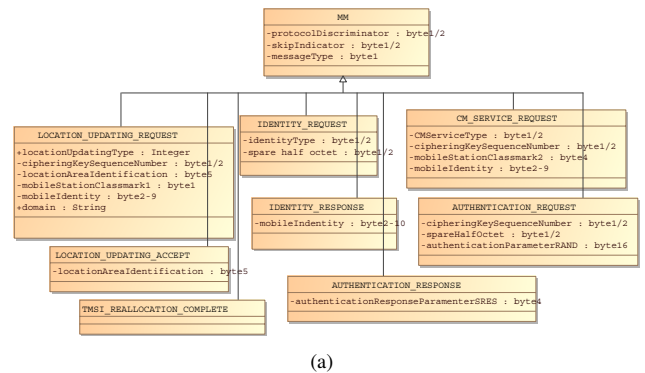 MM
-protocolDiscriminator : byte1/2
-skipIndicator : byte1/2
-messageType : byte1
LOCATION_UPDATING_REQUEST
+locationUpdatingType : Integer
-cipheringKeySequenceNumber : byte1/2
-locationAreaIdentification : byte5
-mobileStationClassmark1 : byte1
-mobileIdentity : byte2-9
+domain : String
IDENTITY_REQUEST
-identityType : byte1/2
-spare half octet : byte1/2
CM_SERVICE_REQUEST
-CMServiceType : byte1/2
-cipheringKeySequenceNumber : byte1/2
-mobileStationClassmark2 : byte4
-mobileIdentity : byte2-9
IDENTITY_RESPONSE
-mobileIndentity : byte2-10
AUTHENTICATION_REQUEST
-cipheringKeySequenceNumber : byte1/2
-spareHalfOctet : byte1/2
-authenticationParameterRAND : byte16
LOCATION_UPDATING_ACCEPT
-locationAreaIdentification : byte5
AUTHENTICATION_RESPONSE
-authenticationResponseParamenterSRES : byte4
TMSI_REALLOCATION_COMPLETE
(a)